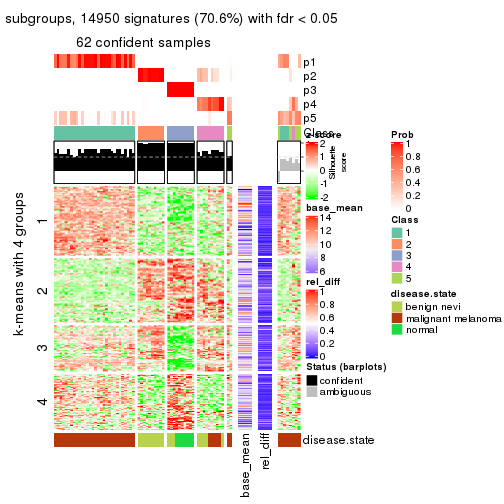 subgroups, 14950 signatures (70.6%) with fdr < 0.05
62 confident samples
p1
p2
p3
p4
p5
Class
z-score
2
1
0
-1
-2
Silhouette
score
base_mean
14
12
10
8
6
rel_diff
1
0.8
0.6
0.4
0.2
0
Status (barplots)
confident
ambiguous
Prob
1
0.8
0.6
0.4
0.2
0
Class
1
2
3
4
5
disease.state
benign nevi
malignant melanoma
normal
k-means with 4 groups
1
2
3
4
disease.state
base_mean
rel_diff